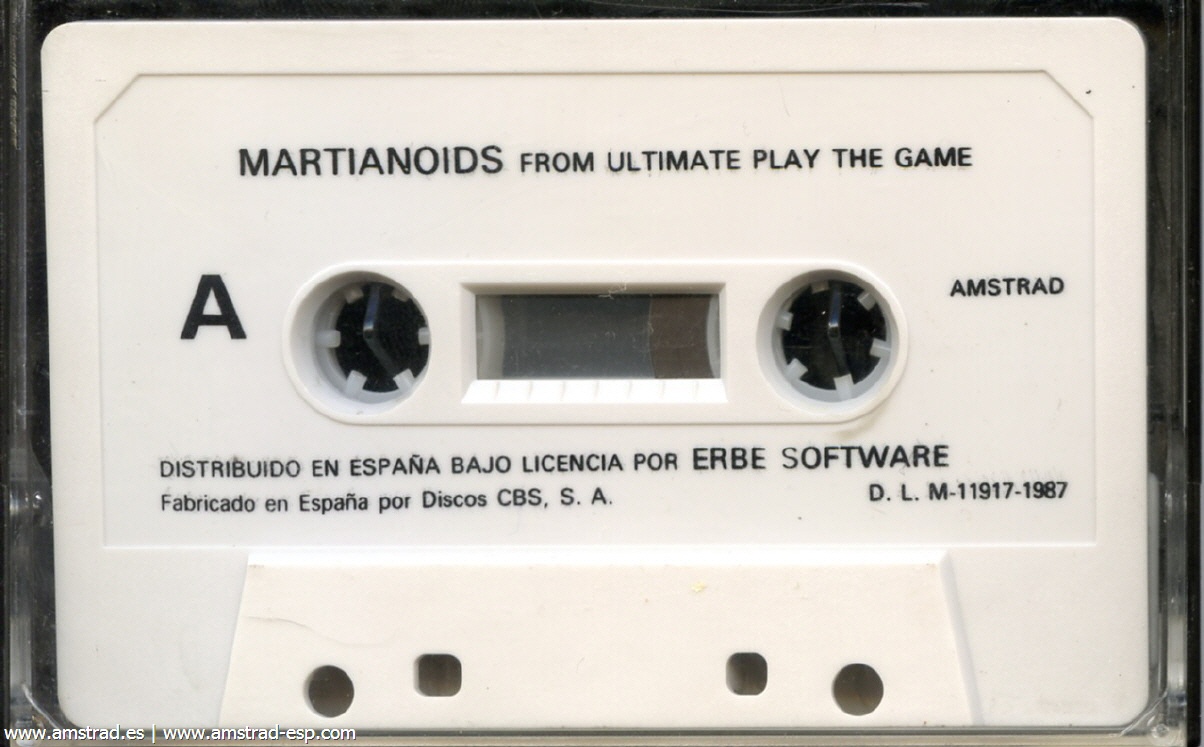 MARTIANOIDS FROM ULTIMATE PLAY THE GAME
A
AMSTRAD
DISTRIBUIDO EN ESPAÑA BAJO LICENCIA POR ERBE SOFTWARE
Fabricado en España por Discos CBS, S. A.
D. L. M-11917-1987
www.amstrad.es | www.amstrad-esp.com